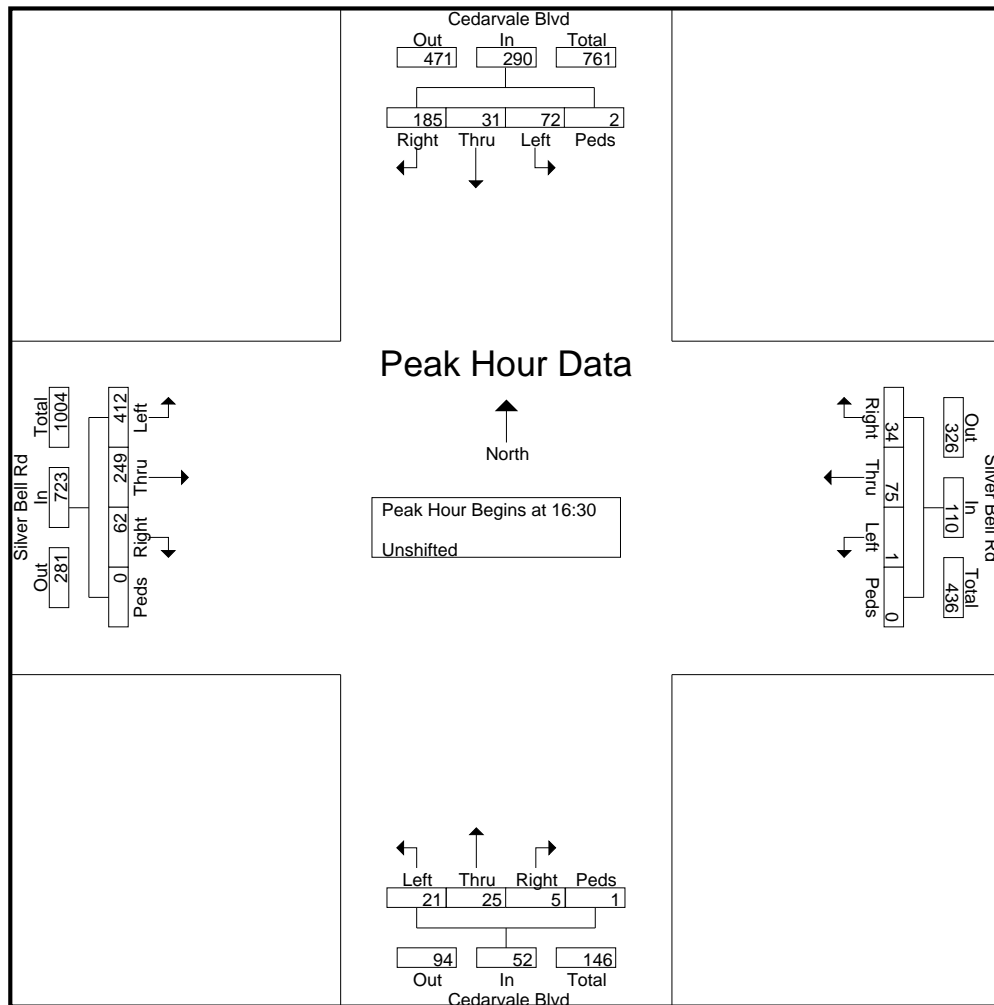 Cedarvale Blvd
Out In Total
471 290 761
185 31 72 2
Right Thru Left Peds
Peak Hour Data
North
Peak Hour Begins at 16:30
Unshifted
Silver Bell Rd
Total In Out
1004 723 281
412 249 62 0
Left Thru Right Peds
Silver Bell Rd
Out In Total
326 110 436
34 75 1 0
Right Thru Left Peds
Left Thru Right Peds
21 25 5 1
94 52 146
Out In Total
Cedarvale Blvd